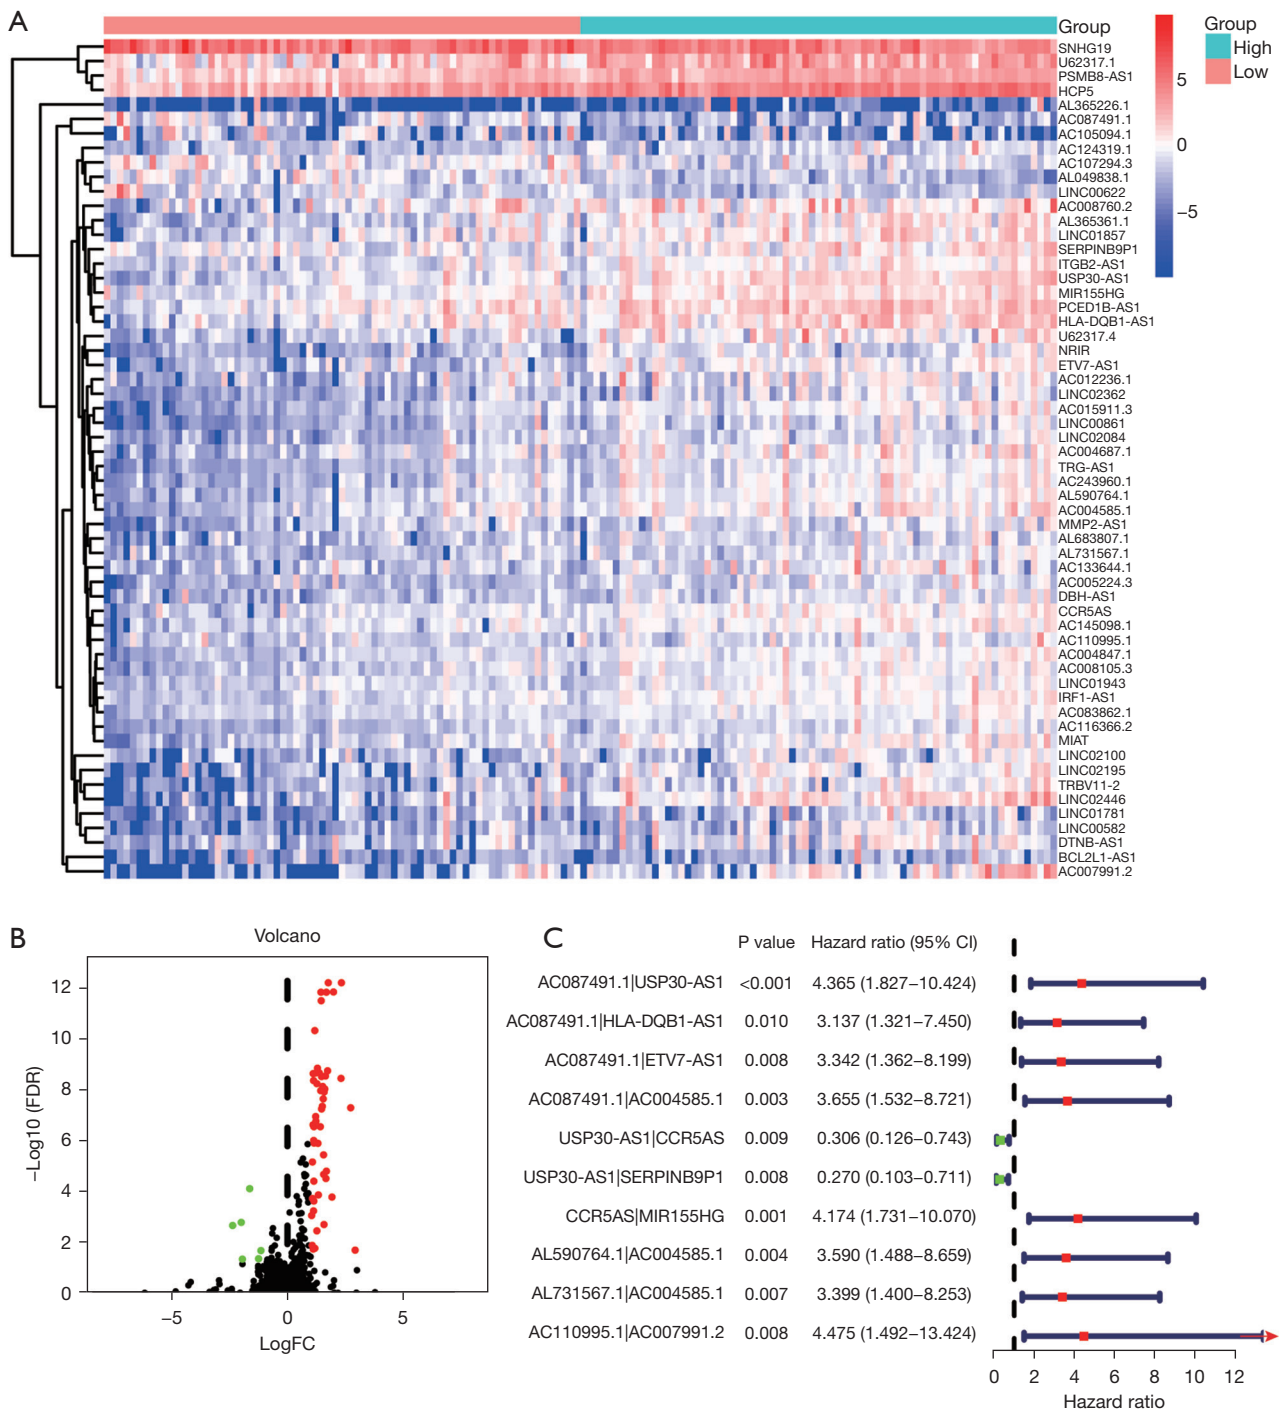 A
Group
SNHG19
U62317.1
PSMB8-AS1
HCP5
AL365226.1
AC087491.1
AC105094.1
AC124319.1
AC107294.3
AL049838.1
LINC00622
AC008760.2
AL365361.1
LINC01857
SERPINB9P1
ITGB2-AS1
USP30-AS1
MIR155HG
PCED1B-AS1
HLA-DQB1-AS1
U62317.4
NRIR
ETV7-AS1
AC012236.1
LINC02362
AC015911.3
LINC00861
LINC02084
AC004687.1
TRG-AS1
AC243960.1
AL590764.1
AC004585.1
MMP2-AS1
AL683807.1
AL731567.1
AC133644.1
AC005224.3
DBH-AS1
CCR5AS
AC145098.1
AC110995.1
AC004847.1
AC008105.3
LINC01943
IRF1-AS1
AC083862.1
AC116366.2
MIAT
LINC02100
LINC02195
TRBV11-2
LINC02446
LINC01781
LINC00582
DTNB-AS1
BCL2L1-AS1
AC007991.2
5
0
−5
Group
High
Low
B
Volcano
−Log10 (FDR)
12
10
8
6
4
2
0
−5 0 5
LogFC
C
P value Hazard ratio (95% CI)
AC087491.1|USP30-AS1 <0.001 4.365 (1.827−10.424)
AC087491.1|HLA-DQB1-AS1 0.010 3.137 (1.321−7.450)
AC087491.1|ETV7-AS1 0.008 3.342 (1.362−8.199)
AC087491.1|AC004585.1 0.003 3.655 (1.532−8.721)
USP30-AS1|CCR5AS 0.009 0.306 (0.126−0.743)
USP30-AS1|SERPINB9P1 0.008 0.270 (0.103−0.711)
CCR5AS|MIR155HG 0.001 4.174 (1.731−10.070)
AL590764.1|AC004585.1 0.004 3.590 (1.488−8.659)
AL731567.1|AC004585.1 0.007 3.399 (1.400−8.253)
AC110995.1|AC007991.2 0.008 4.475 (1.492−13.424)
0 2 4 6 8 10 12
Hazard ratio